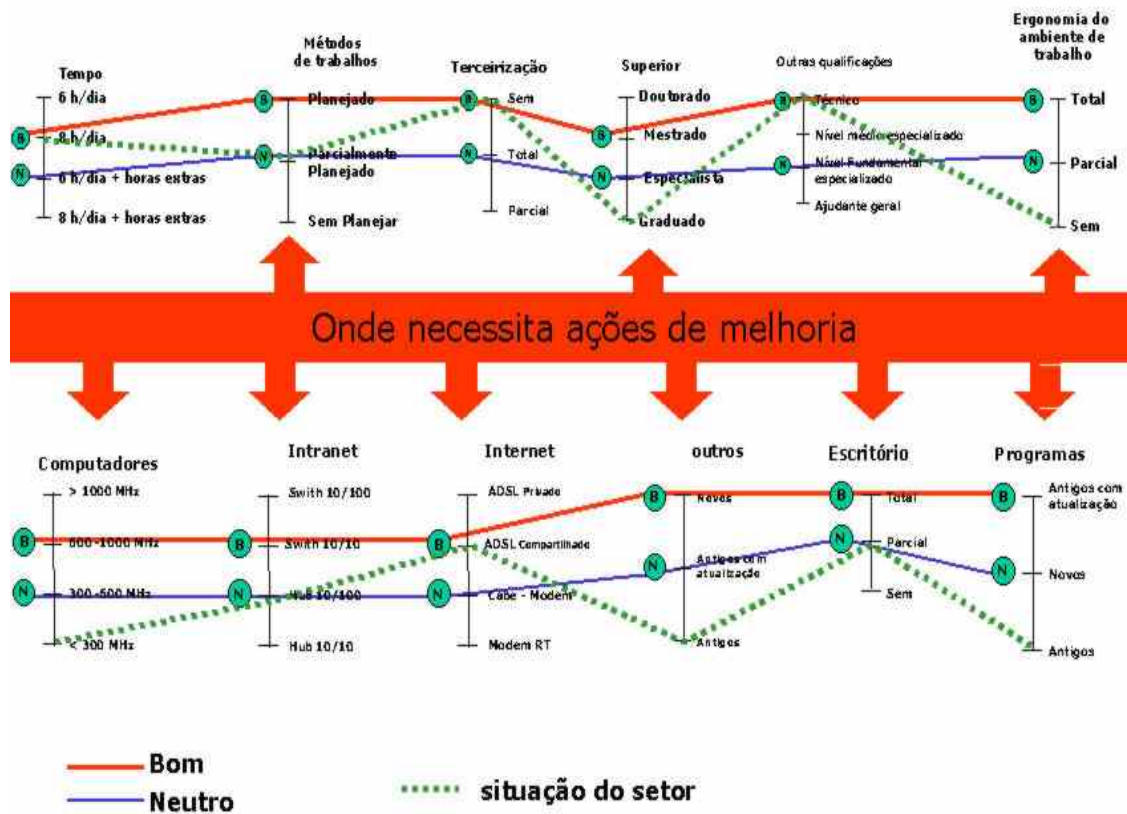 Ergonomia do
ambiente de
trabalho
Métodos
de trabalhos
Tempo
Terceirização
Superior
Outras qualificações
6 h/dia
B
Planejado
B
Sem
Doutorado
B
Técnico
B
Total
B
8 h/dia
B
Mestrado
Nível médio especializado
N
6 h/dia + horas extras
N
Parcialmente
Planejado
N
Total
N
Especialista
N
Nível Fundamental
especializado
N
Parcial
8 h/dia + horas extras
Sem Planejar
Parcial
Graduado
Ajudante geral
Sem
Onde necessita ações de melhoria
Computadores
Intranet
Internet
outros
Escritório
Programas
> 1000 MHz
Swith 10/100
ADSL Privado
B
Novos
B
Total
B
Antigos com
atualização
B
600 -1000 MHz
B
Swith 10/10
B
ADSL Compartilhado
N
Antigos com
atualização
N
Parcial
N
Novos
N
300 -500 MHz
N
Hub 10/100
N
Cabe - Modem
Sem
< 300 MHz
Hub 10/10
Modem RT
Antigos
Antigos
Bom
Neutro
situação do setor